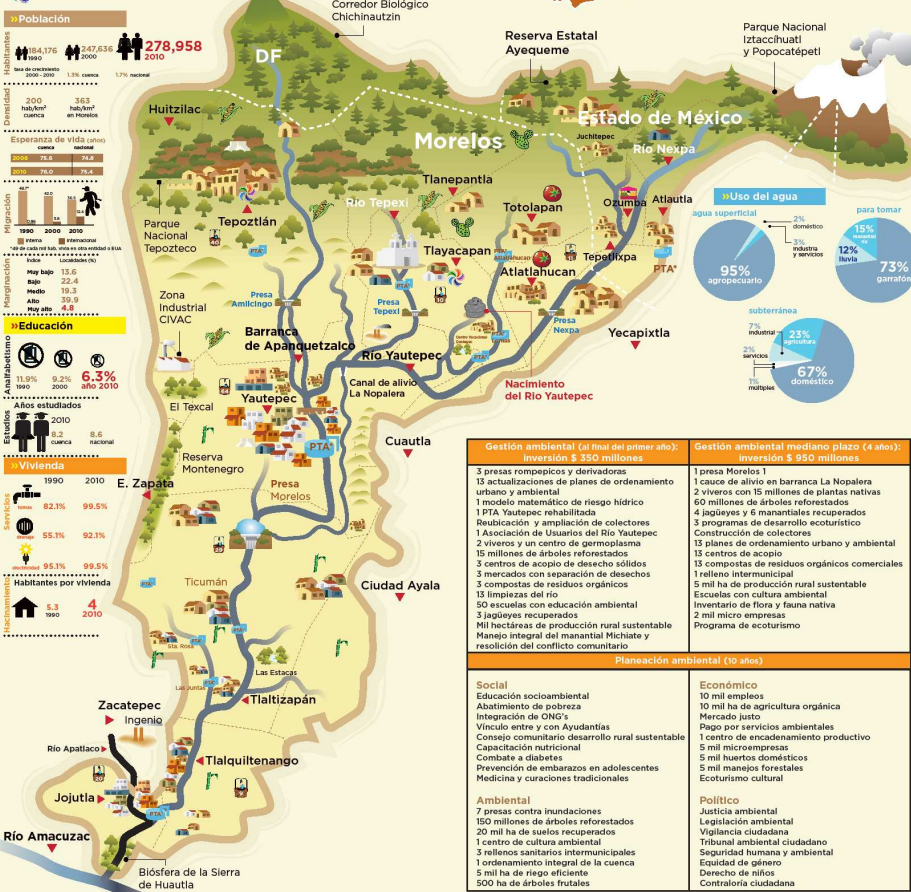 Corredor Biológico
Chichinautzin
Reserva Estatal
Ayequeme
Parque Nacional
Iztaccíhuatl
y Popocatépetl
»Población
Habitantes
184,176
1990
247,636
2000
278,958
2010
tasa de crecimiento
2000 - 2010
1.3% cuenca
1.7% nacional
Densidad
200
hab/km²
cuenca
363
hab/km²
en Morelos
Esperanza de vida (años)
cuenca
nacional
2006
75.6
74.8
2010
76.0
75.4
Migración
1990
2000
2010
interna
internacional
*49 de cada mil hab. vivía en otra entidad o EUA
Marginación
Índice
Localidades (%)
Muy bajo 13.6
Bajo 22.4
Medio 19.3
Alto 39.9
Muy alto 4.8
»Educación
Analfabetismo
11.9%
1990
9.2%
2000
6.3%
año 2010
Años estudiados
Estudios
2010
8.2
cuenca
8.6
nacional
»Vivienda
Servicios
1990
2010
82.1%
99.5%
drenaje
55.1%
92.1%
electricidad
95.1%
99.5%
Habitantes por vivienda
Hacinamiento
5.3
1990
4
2010
DF
Huitzilac
Morelos
Estado de México
Juchitepec
Río Nexpa
Tlanepantla
Río Tepexi
Totolapan
Ozumba
Atlautla
Parque
Nacional
Tepozteco
Tepoztlán
PTA*
Tlayacapan
Atlatlahucan
Atlatlahucan
Tepetlixpa
PTA*
PTA*
Zona
Industrial
CIVAC
Presa
Amilcingo
Presa
Tepexi
Presa
Nexpa
Yecapixtla
Barranca
de Apanquetzalco
Río Yautepec
Canal de alivio
La Nopalera
Nacimiento
del Río Yautepec
El Texcal
Yautepec
PTA*
Cuautla
Reserva
Montenegro
E. Zapata
Presa
Morelos
Ticumán
Ciudad Ayala
PTA*
Sta. Rosa
PTA*
Las Estacas
Las Juntas
Tlaltizapán
Zacatepec
Ingenio
Río Apatlaco
Tlalquiltenango
Jojutla
PTA*
Río Amacuzac
Biósfera de la Sierra
de Huautla
»Uso del agua
agua superficial
2%
doméstico
3%
industria
y servicios
95%
agropecuario
para tomar
15%
12%
lluvia
73%
garrafón
subterránea
7%
industrial
23%
agricultura
2%
servicios
67%
doméstico
1%
múltiples
Gestión ambiental (al final del primer año):
inversión $ 350 millones
3 presas rompepicos y derivadoras
13 actualizaciones de planes de ordenamiento
urbano y ambiental
1 modelo matemático de riesgo hídrico
1 PTA Yautepec rehabilitada
Reubicación y ampliación de colectores
1 Asociación de Usuarios del Río Yautepec
2 viveros y un centro de germoplasma
15 millones de árboles reforestados
3 centros de acopio de desecho sólidos
3 mercados con separación de desechos
3 compostas de residuos orgánicos
13 limpiezas del río
50 escuelas con educación ambiental
3 jagüeyes recuperados
Mil hectáreas de producción rural sustentable
Manejo integral del manantial Michiate y
resolición del conflicto comunitario
Gestión ambiental mediano plazo (4 años):
inversión $ 950 millones
1 presa Morelos 1
1 cauce de alivio en barranca La Nopalera
2 viveros con 15 millones de plantas nativas
60 millones de árboles reforestados
4 jagüeyes y 6 manantiales recuperados
3 programas de desarrollo ecoturístico
Construcción de colectores
13 planes de ordenamiento urbano y ambiental
13 centros de acopio
13 compostas de residuos orgánicos comerciales
1 relleno intermunicipal
5 mil ha de producción rural sustentable
Escuelas con cultura ambiental
Inventario de flora y fauna nativa
2 mil micro empresas
Programa de ecoturismo
Planeación ambiental (10 años)
Social
Educación socioambiental
Abatimiento de pobreza
Integración de ONG's
Vínculo entre y con Ayudantías
Consejo comunitario desarrollo rural sustentable
Capacitación nutricional
Combate a diabetes
Prevención de embarazos en adolescentes
Medicina y curaciones tradicionales
Económico
10 mil empleos
10 mil ha de agricultura orgánica
Mercado justo
Pago por servicios ambientales
1 centro de encadenamiento productivo
5 mil microempresas
5 mil huertos domésticos
5 mil manejos forestales
Ecoturismo cultural
Ambiental
7 presas contra inundaciones
150 millones de árboles reforestados
20 mil ha de suelos recuperados
1 centro de cultura ambiental
3 rellenos sanitarios intermunicipales
1 ordenamiento integral de la cuenca
5 mil ha de riego eficiente
500 ha de árboles frutales
Político
Justicia ambiental
Legislación ambiental
Vigilancia ciudadana
Tribunal ambiental ciudadano
Seguridad humana y ambiental
Equidad de género
Derecho de niños
Contraloría ciudadana